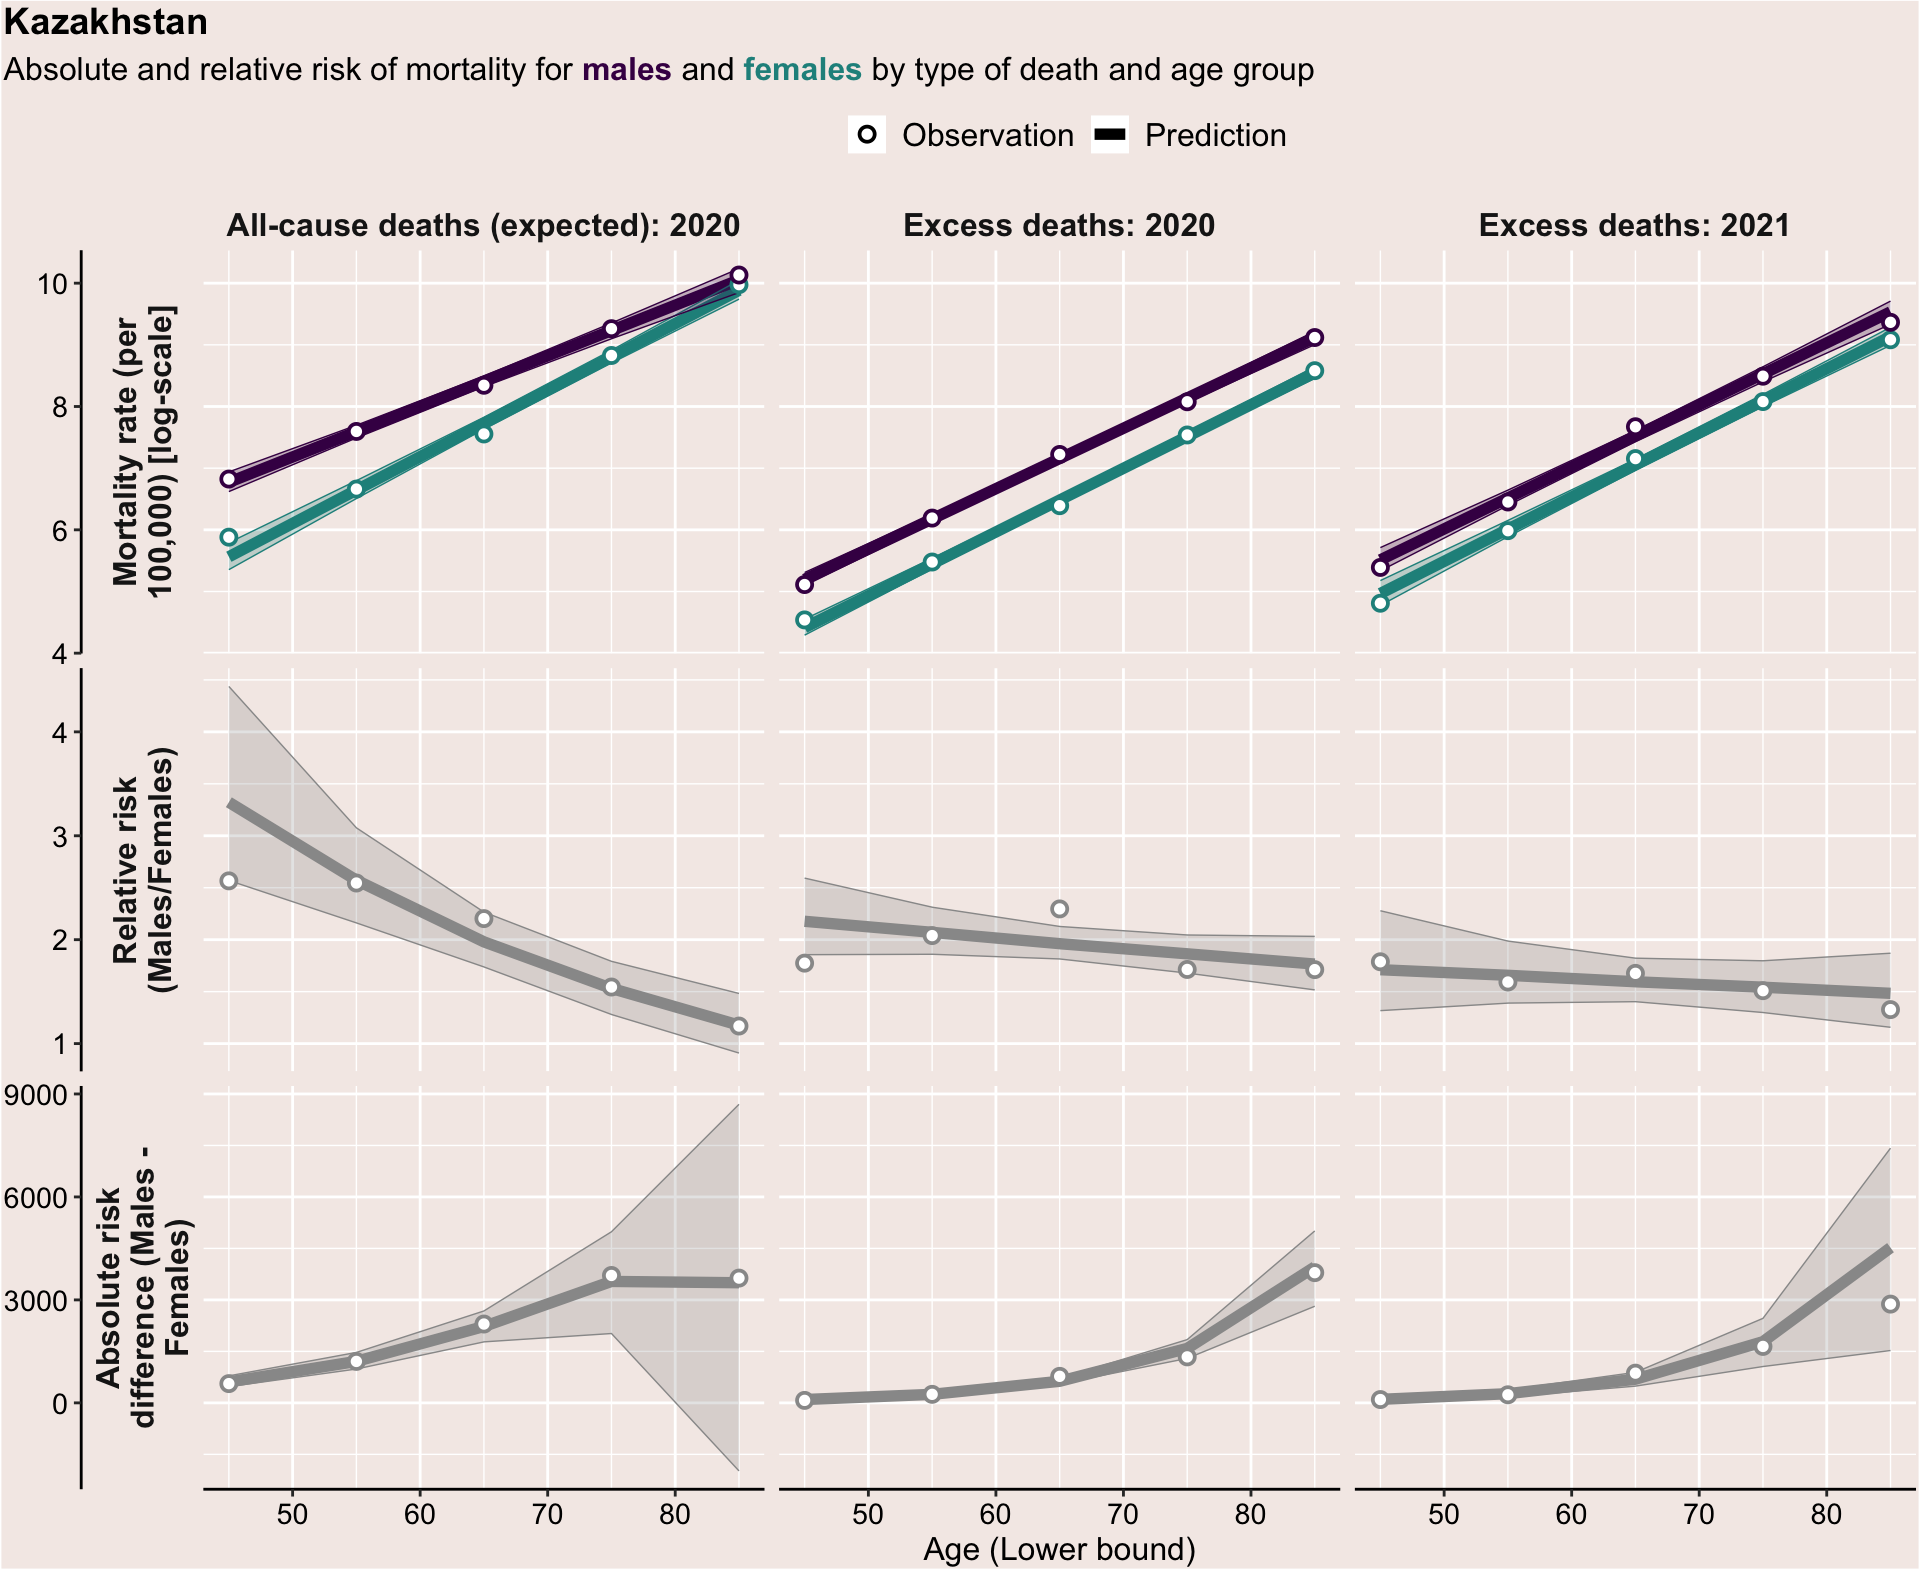 Kazakhstan
Absolute and relative risk of mortality for males and females by type of death and age group
Observation Prediction
All-cause deaths (expected): 2020 Excess deaths: 2020 Excess deaths: 2021
Mortality rate (per
100,000) [log-scale]
10
8
6
4
Relative risk
(Males/Females)
4
3
2
1
Absolute risk
difference (Males -
Females)
9000
6000
3000
0
50 60 70 80 50 60 70 80 50 60 70 80
Age (Lower bound)